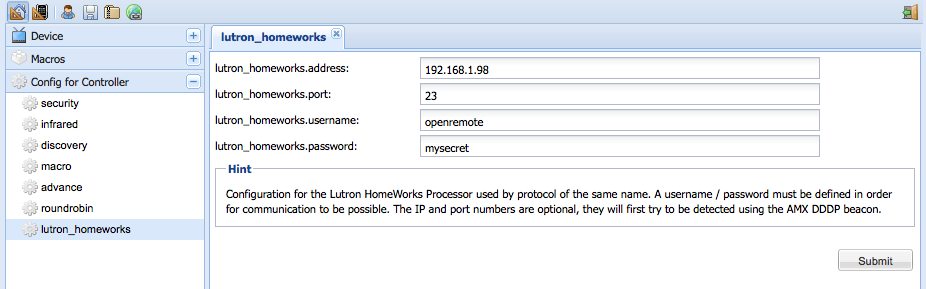 Device
Macros
Config for Controller
security
infrared
discovery
macro
advance
roundrobin
lutron_homeworks
lutron_homeworks
lutron_homeworks.address: 192.168.1.98
lutron_homeworks.port: 23
lutron_homeworks.username: openremote
lutron_homeworks.password: mysecret
Hint
Configuration for the Lutron HomeWorks Processor used by protocol of the same name. A username / password must be defined in order
for communication to be possible. The IP and port numbers are optional, they will first try to be detected using the AMX DDDP beacon.
Submit